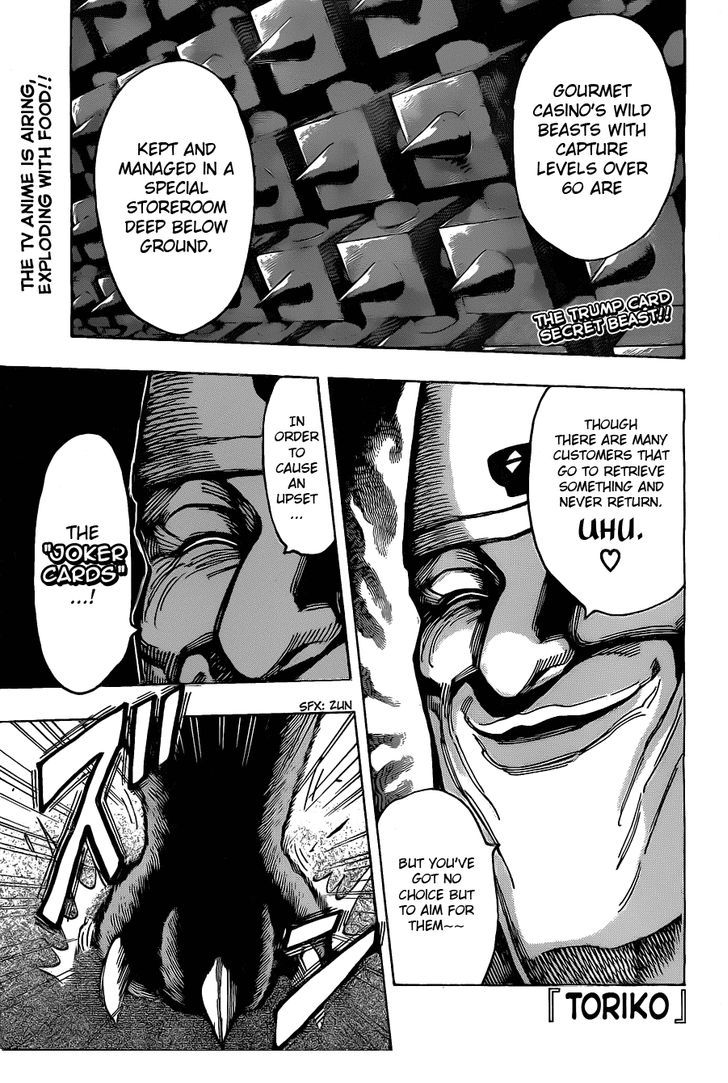 THE TV ANIME IS AIRING,
EXPLODING WITH FOOD!!
GOURMET
CASINO'S WILD
BEASTS WITH
CAPTURE
LEVELS OVER
60 ARE
KEPT AND
MANAGED IN A
SPECIAL
STOREROOM
DEEP BELOW
GROUND.
THE TRUMP CARD
SECRET BEAST!!
THOUGH
THERE ARE MANY
CUSTOMERS THAT
GO TO RETRIEVE
SOMETHING AND
NEVER RETURN.
UHU.
♡
BUT YOU'VE
GOT NO
CHOICE BUT
TO AIM FOR
THEM~~
IN
ORDER
TO
CAUSE
AN
UPSET
...
THE
"JOKER
CARDS"
...!
SFX: ZUN
ズン
『TORIKO』